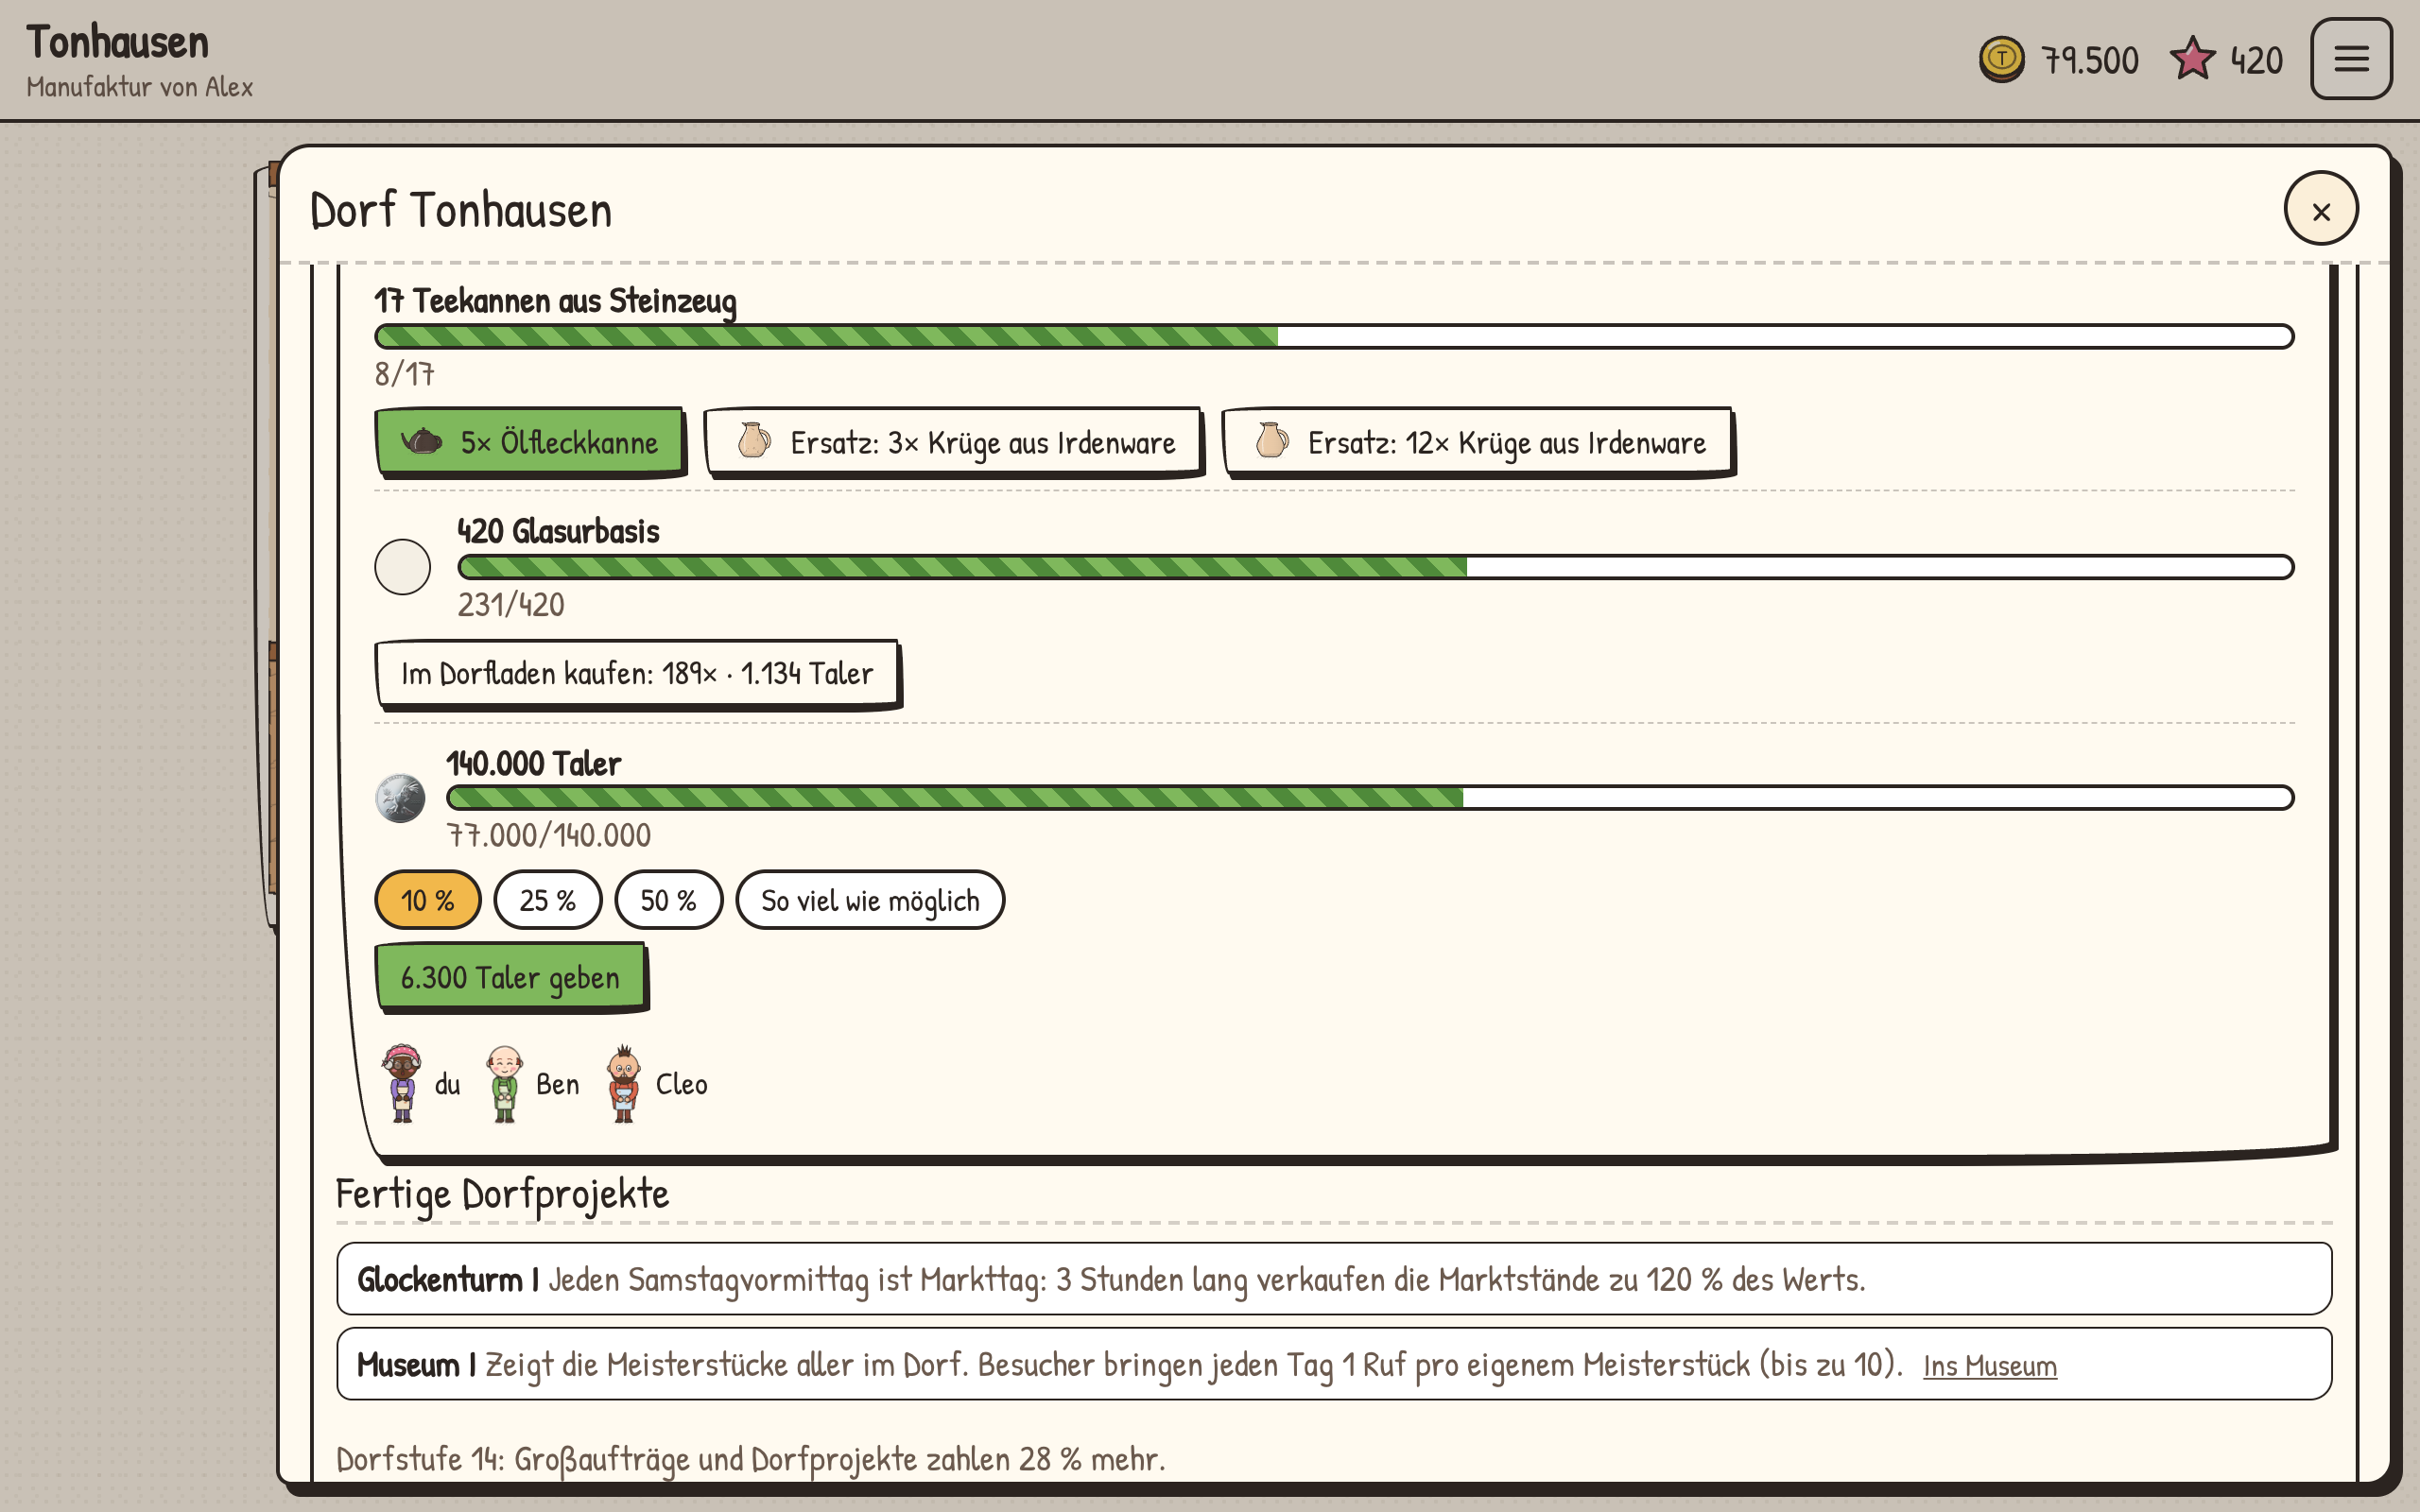 Tonhausen
Manufaktur von Alex
T
79.500
420
Dorf Tonhausen
×
17 Teekannen aus Steinzeug
8/17
5× Ölfleckkanne
Ersatz: 3× Krüge aus Irdenware
Ersatz: 12× Krüge aus Irdenware
420 Glasurbasis
231/420
Im Dorfladen kaufen: 189× · 1.134 Taler
140.000 Taler
77.000/140.000
10 %
25 %
50 %
So viel wie möglich
6.300 Taler geben
du
Ben
Cleo
Fertige Dorfprojekte
Glockenturm I Jeden Samstagvormittag ist Markttag: 3 Stunden lang verkaufen die Marktstände zu 120 % des Werts.
Museum I Zeigt die Meisterstücke aller im Dorf. Besucher bringen jeden Tag 1 Ruf pro eigenem Meisterstück (bis zu 10). Ins Museum
Dorfstufe 14: Großaufträge und Dorfprojekte zahlen 28 % mehr.